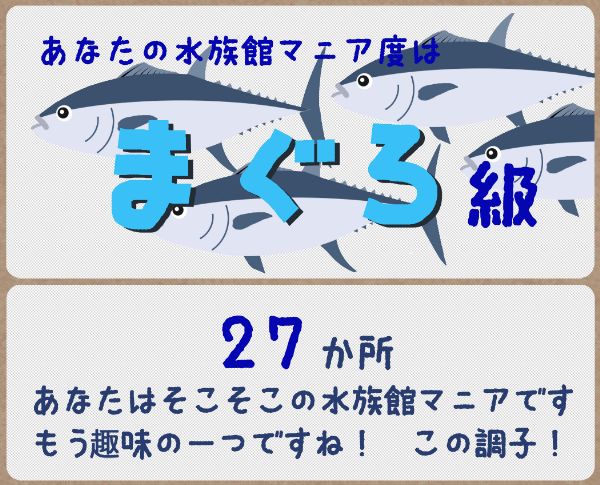 あなたの水族館マニア度は
まぐろ級
27か所
あなたはそこそこの水族館マニアです
もう趣味の一つですね！　この調子！